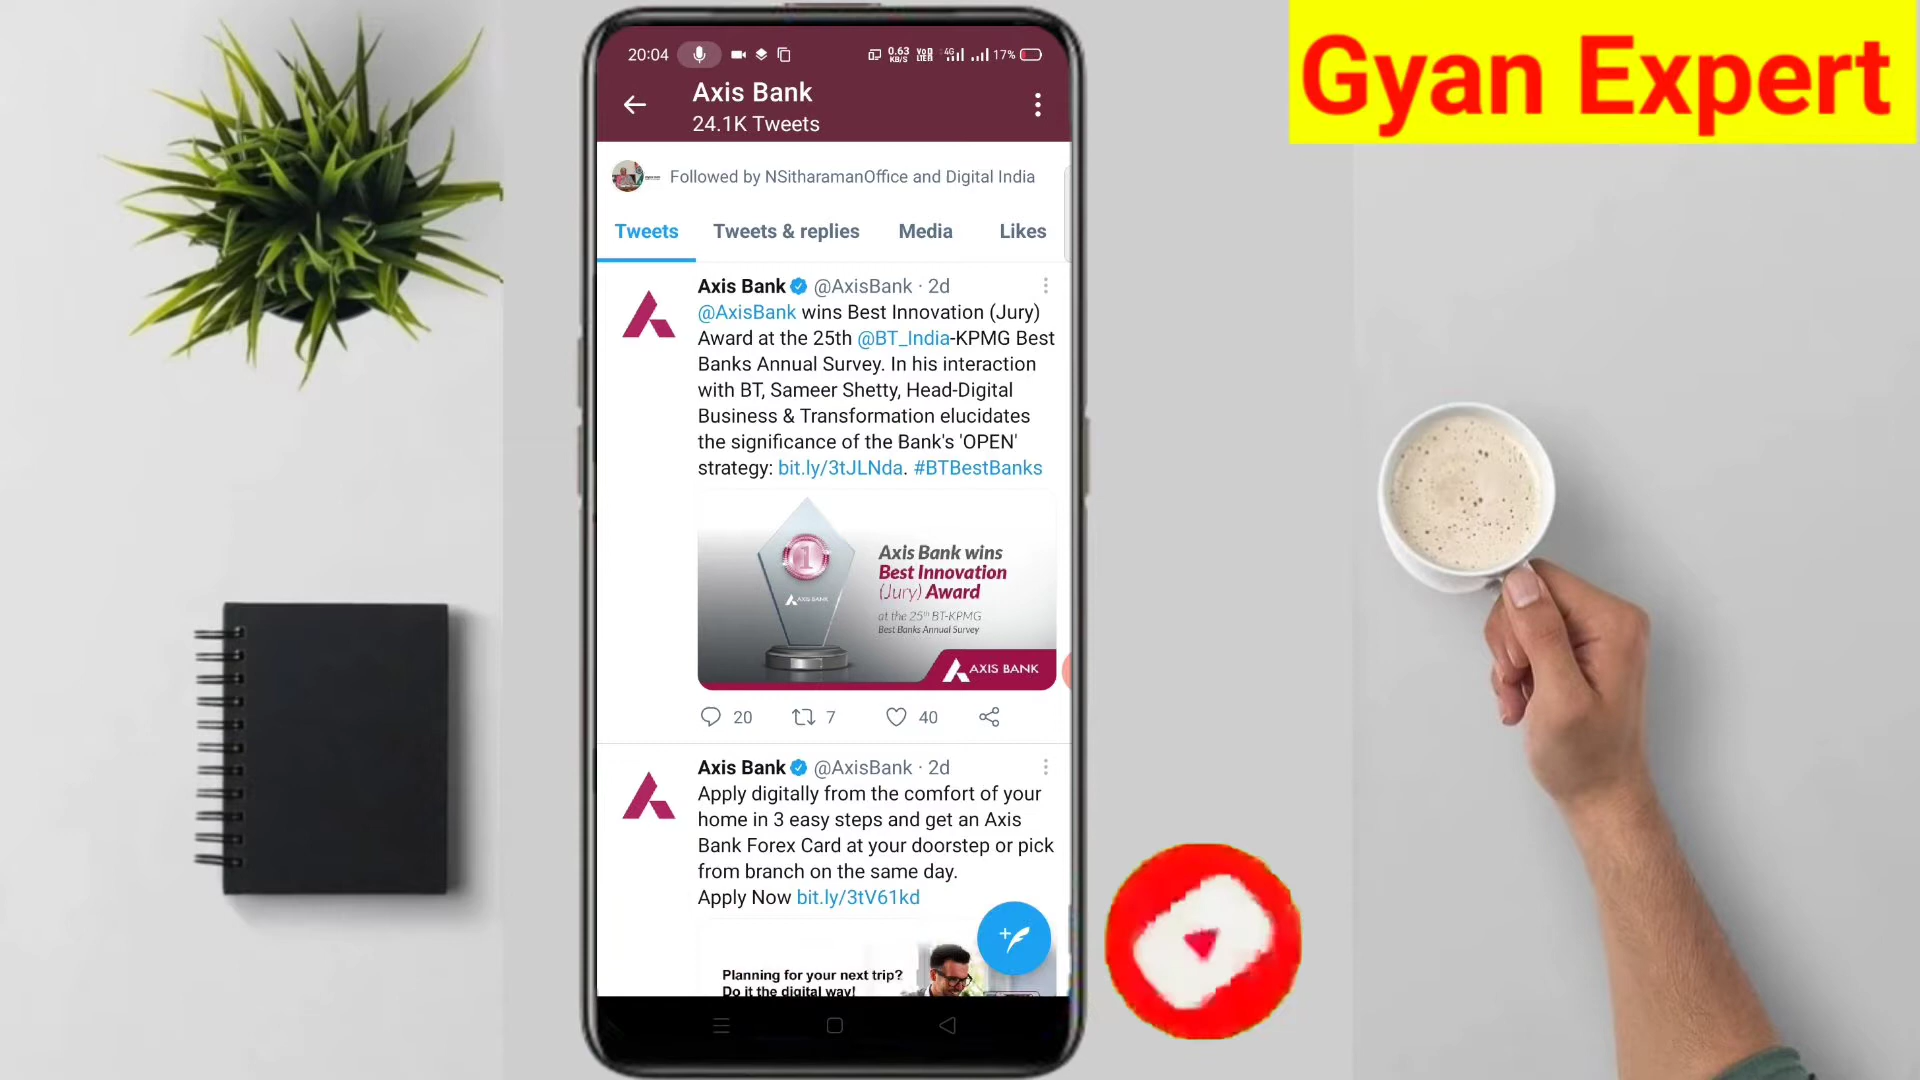 Gyan Expert
20:04 0.63 KB/S 4G 17%
Axis Bank
24.1K Tweets
Followed by NSitharamanOffice and Digital India
Tweets Tweets & replies Media Likes
Axis Bank @AxisBank · 2d
@AxisBank wins Best Innovation (Jury)
Award at the 25th @BT_India-KPMG Best
Banks Annual Survey. In his interaction
with BT, Sameer Shetty, Head-Digital
Business & Transformation elucidates
the significance of the Bank's 'OPEN'
strategy: bit.ly/3tJLNda. #BTBestBanks
1
AXIS BANK
Axis Bank wins
Best Innovation
(Jury) Award
at the 25th BT-KPMG
Best Banks Annual Survey
AXIS BANK
20 7 40
Axis Bank @AxisBank · 2d
Apply digitally from the comfort of your
home in 3 easy steps and get an Axis
Bank Forex Card at your doorstep or pick
from branch on the same day.
Apply Now bit.ly/3tV61kd
Planning for your next trip?
Do it the digital way!